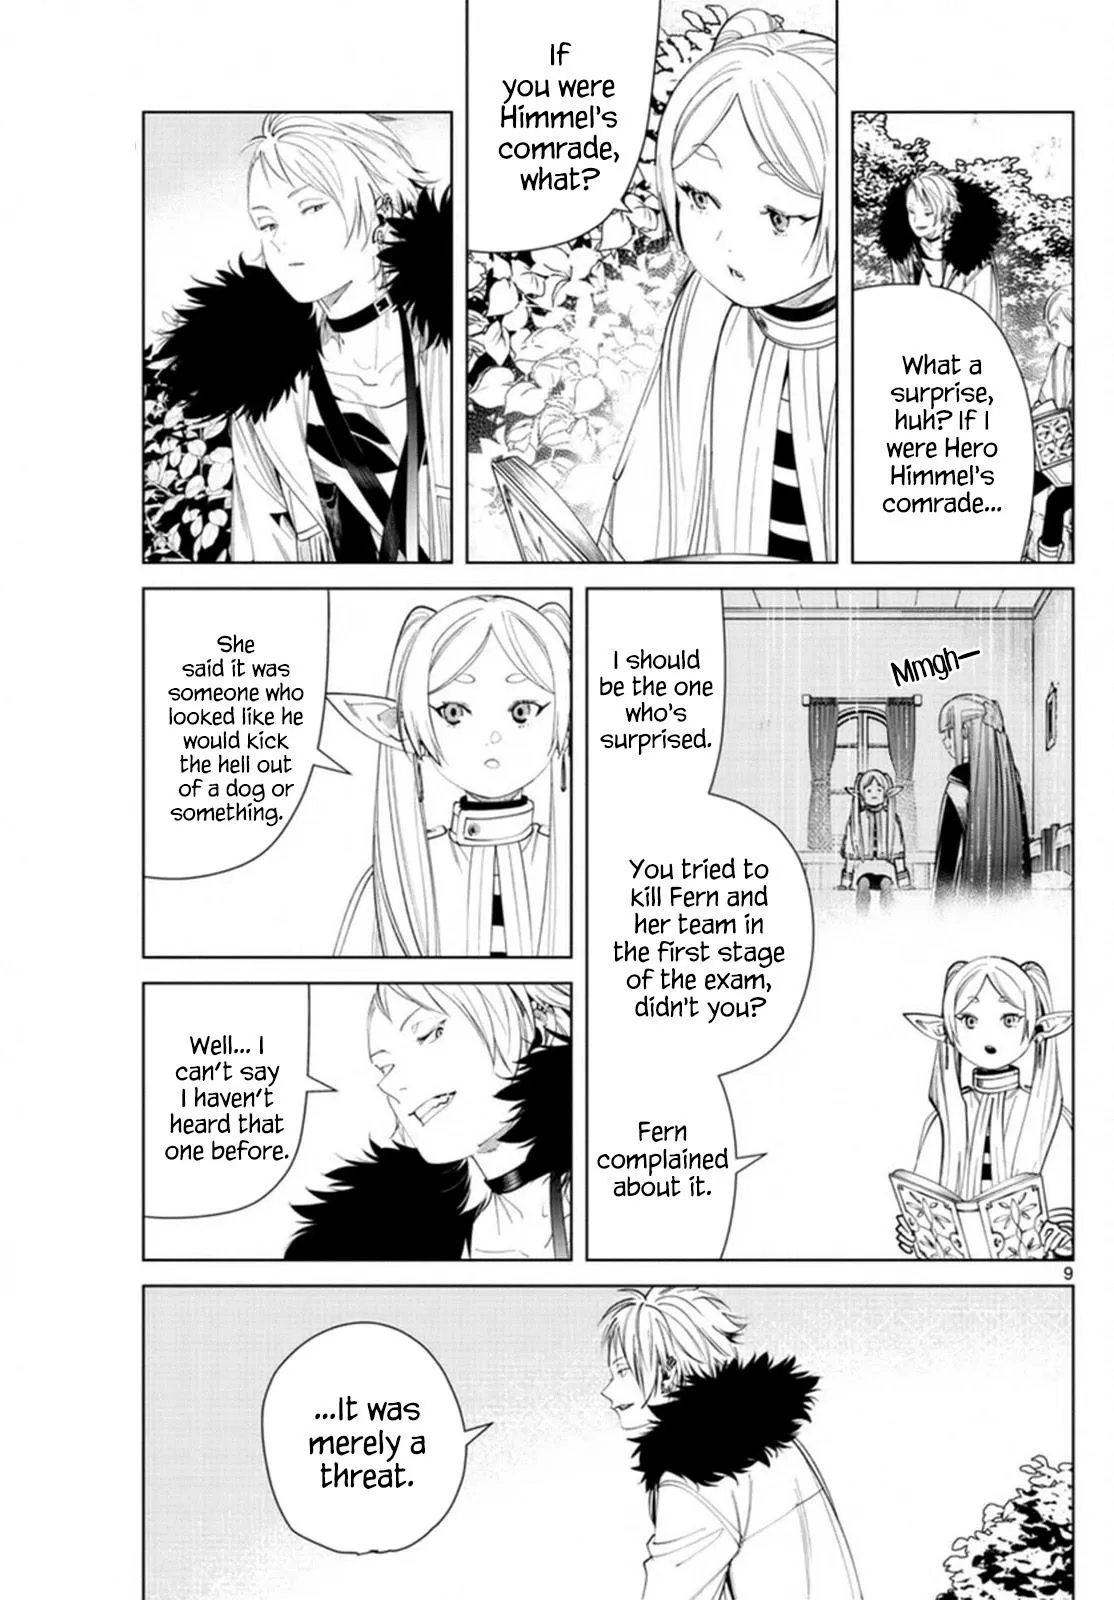 What a
surprise,
huh? If I
were Hero
Himmel's
comrade...
If
you were
Himmel's
comrade,
what?
Mmgh—
I should
be the one
who's
surprised.
You tried to
kill Fern and
her team in
the first stage
of the exam,
didn't you?
Fern
complained
about it.
She
said it was
someone who
looked like he
would kick
the hell out
of a dog or
something.
Well... I
can't say
I haven't
heard that
one before.
9
...It was
merely a
threat.